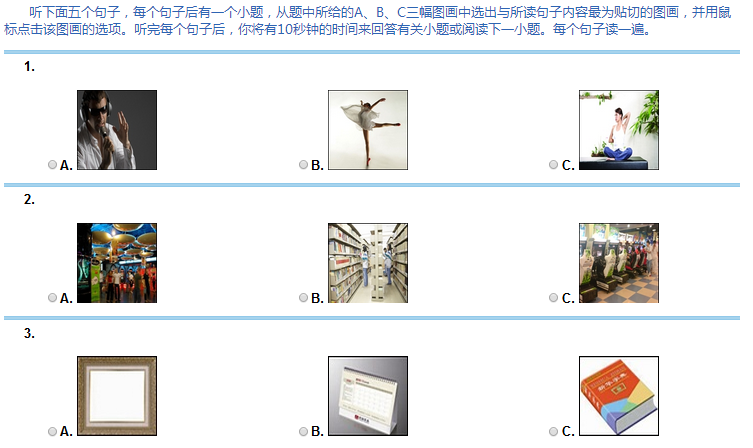 听下面五个句子，每个句子后有一个小题，从题中所给的A、B、C三幅图画中选出与所读句子内容最为贴切的图画，并用鼠
标点击该图画的选项。听完每个句子后，你将有10秒钟的时间来回答有关小题或阅读下一小题。每个句子读一遍。
1.
A. B. C.
2.
A. B. C.
3.
A. B. C.
新华字典